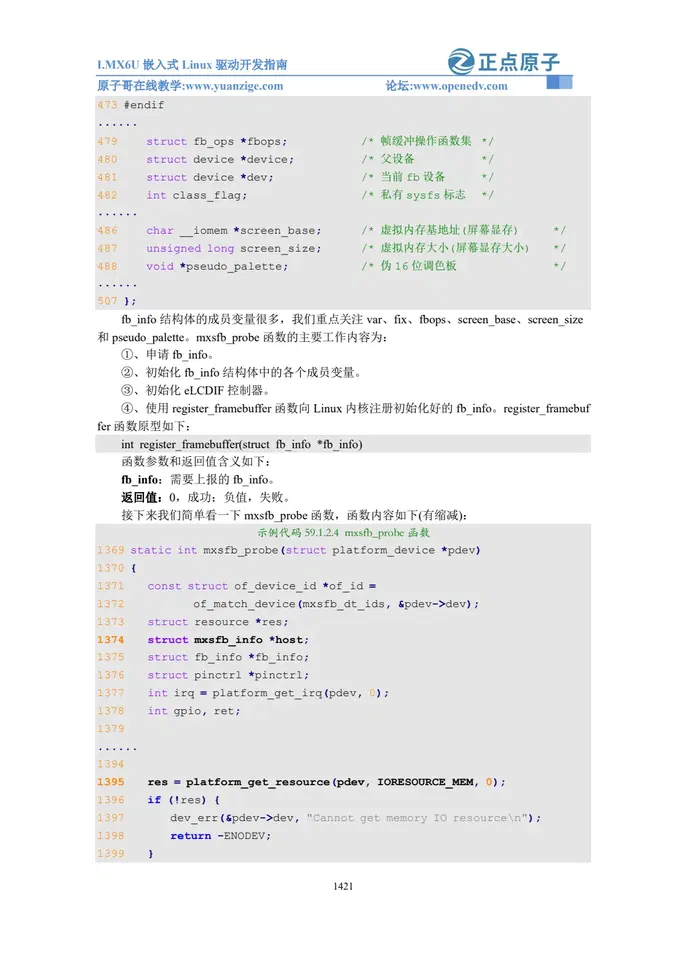 I.MX6U 嵌入式 Linux 驱动开发指南
正点原子
原子哥在线教学:www.yuanzige.com 论坛:www.openedv.com
473 #endif
......
479 struct fb_ops *fbops; /* 帧缓冲操作函数集 */
480 struct device *device; /* 父设备 */
481 struct device *dev; /* 当前 fb 设备 */
482 int class_flag; /* 私有 sysfs 标志 */
......
486 char __iomem *screen_base; /* 虚拟内存基地址(屏幕显存) */
487 unsigned long screen_size; /* 虚拟内存大小(屏幕显存大小) */
488 void *pseudo_palette; /* 伪 16 位调色板 */
......
507 };
fb_info 结构体的成员变量很多，我们重点关注 var、fix、fbops、screen_base、screen_size
和 pseudo_palette。mxsfb_probe 函数的主要工作内容为：
①、申请 fb_info。
②、初始化 fb_info 结构体中的各个成员变量。
③、初始化 eLCDIF 控制器。
④、使用 register_framebuffer 函数向 Linux 内核注册初始化好的 fb_info。register_framebuf
fer 函数原型如下：
int register_framebuffer(struct fb_info *fb_info)
函数参数和返回值含义如下：
fb_info：需要上报的 fb_info。
返回值：0，成功；负值，失败。
接下来我们简单看一下 mxsfb_probe 函数，函数内容如下(有缩减)：
示例代码 59.1.2.4 mxsfb_probe 函数
1369 static int mxsfb_probe(struct platform_device *pdev)
1370 {
1371 const struct of_device_id *of_id =
1372 of_match_device(mxsfb_dt_ids, &pdev->dev);
1373 struct resource *res;
1374 struct mxsfb_info *host;
1375 struct fb_info *fb_info;
1376 struct pinctrl *pinctrl;
1377 int irq = platform_get_irq(pdev, 0);
1378 int gpio, ret;
1379
......
1394
1395 res = platform_get_resource(pdev, IORESOURCE_MEM, 0);
1396 if (!res) {
1397 dev_err(&pdev->dev, "Cannot get memory IO resource\n");
1398 return -ENODEV;
1399 }
1421